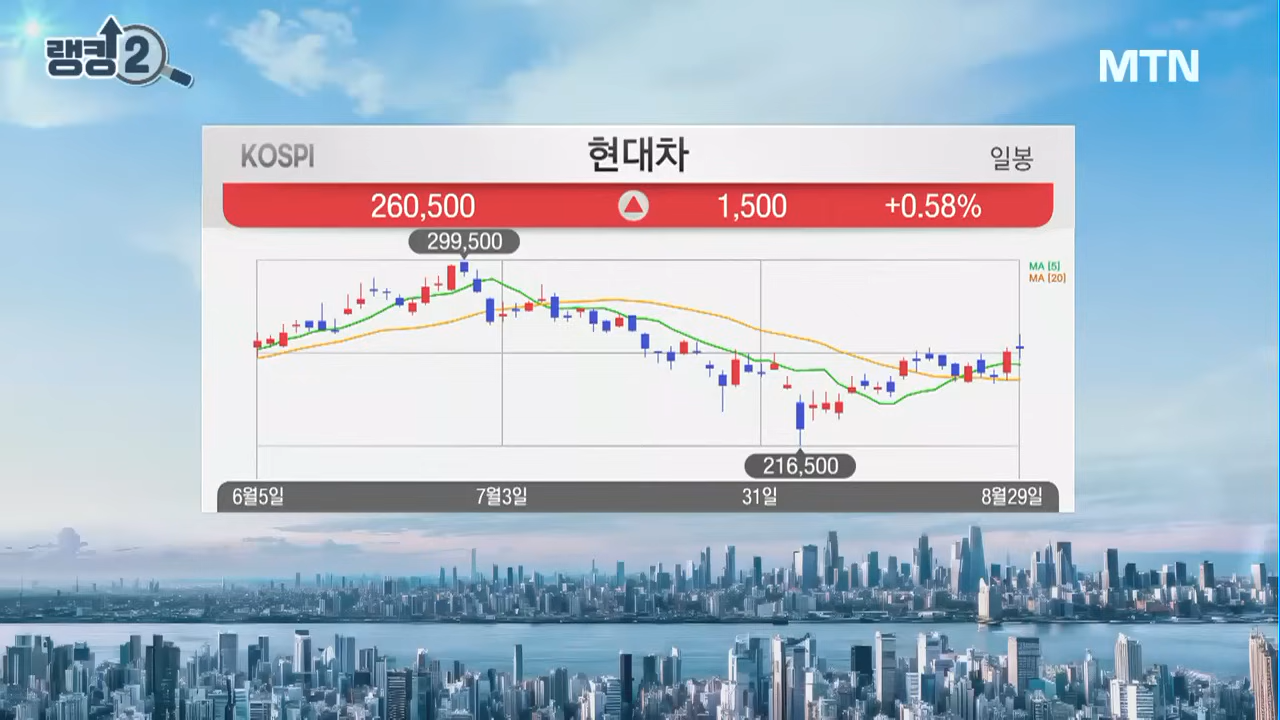 랭킹2
MTN
KOSPI
현대차
일봉
260,500 1,500 +0.58%
299,500
MA [5]
MA [20]
216,500
6월5일 7월3일 31일 8월29일